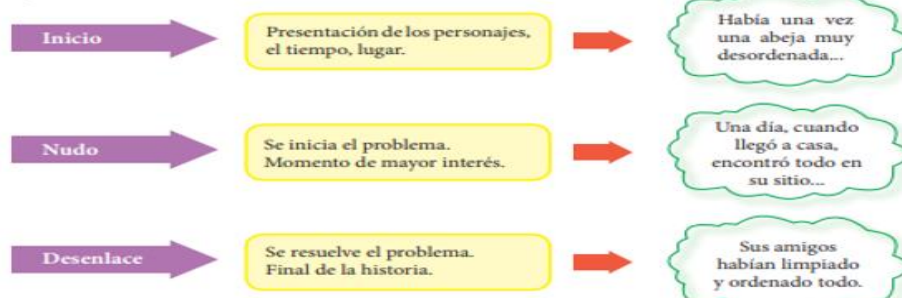 Inicio
Presentación de los personajes,
el tiempo, lugar.
Había una vez
una abeja muy
desordenada...
Nudo
Se inicia el problema.
Momento de mayor interés.
Una día, cuando
llegó a casa,
encontró todo en
su sitio...
Desenlace
Se resuelve el problema.
Final de la historia.
Sus amigos
habían limpiado
y ordenado todo.